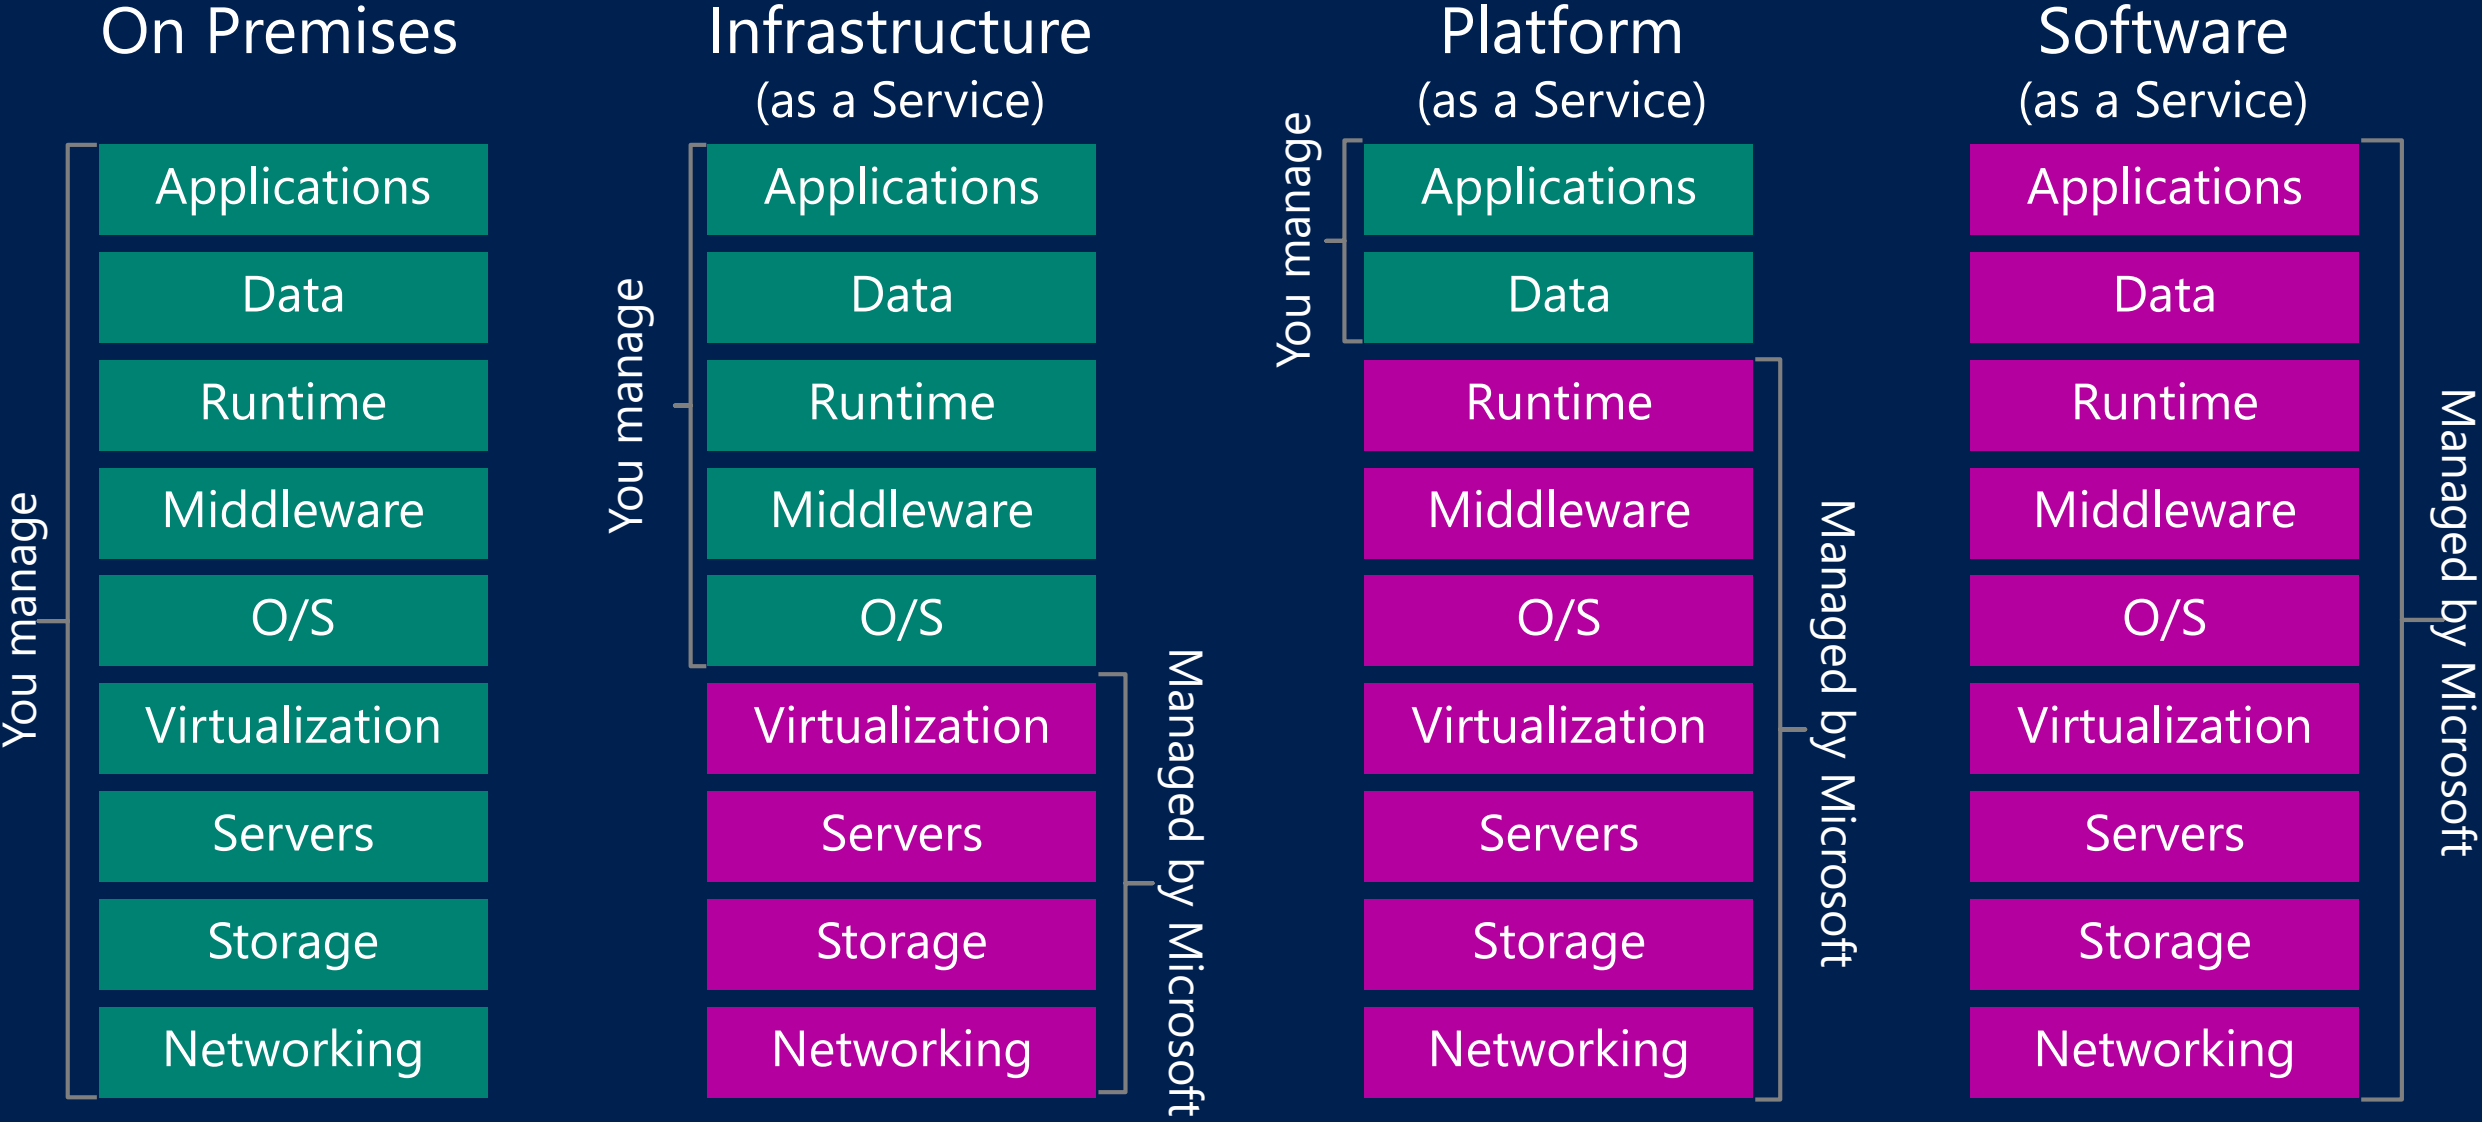 On Premises
You manage
Applications
Data
Runtime
Middleware
O/S
Virtualization
Servers
Storage
Networking
Infrastructure
(as a Service)
You manage
Applications
Data
Runtime
Middleware
O/S
Virtualization
Servers
Storage
Networking
Managed by Microsoft
Platform
(as a Service)
You manage
Applications
Data
Runtime
Middleware
O/S
Virtualization
Servers
Storage
Networking
Managed by Microsoft
Software
(as a Service)
Applications
Data
Runtime
Middleware
O/S
Virtualization
Servers
Storage
Networking
Managed by Microsoft